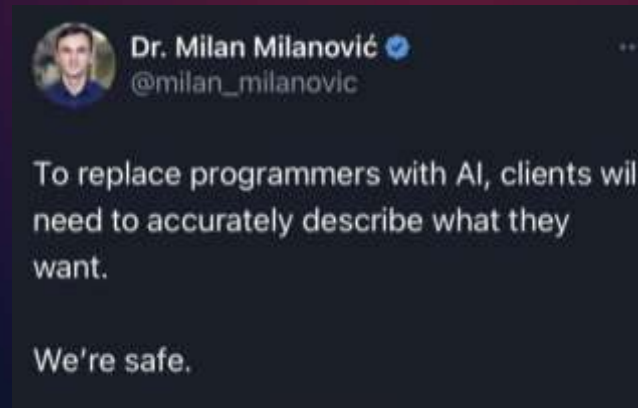 Dr. Milan Milanović
@milan_milanovic
To replace programmers with AI, clients wil
need to accurately describe what they
want.
We're safe.